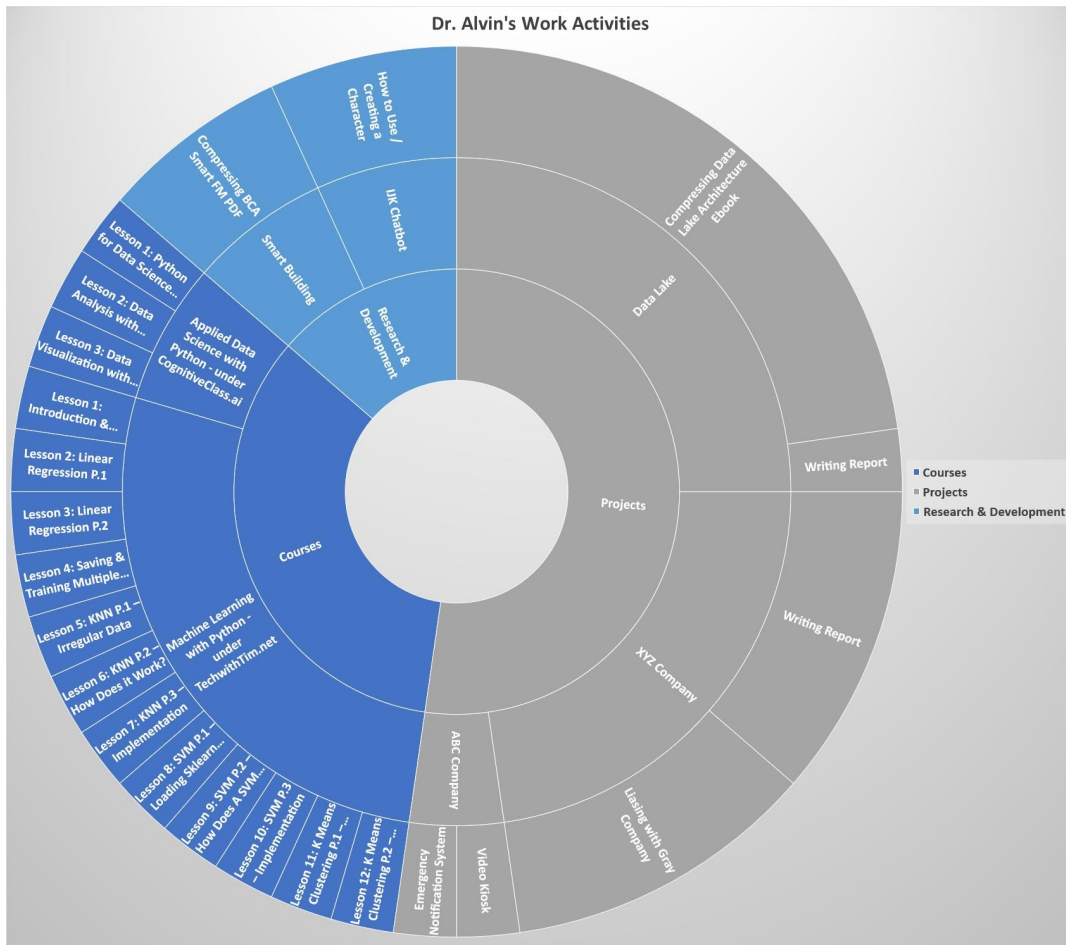 Dr. Alvin's Work Activities
How to Use /
Creating a
Character
Compressing BCA
Smart FM PDF
IJK Chatbot
Smart Building
Research &
Development
Compressing Data
Lake Architecture
Ebook
Data Lake
Writing Report
Projects
XYZ Company
Writing Report
Liasing with Gray
Company
ABC Company
Video Kiosk
Emergency
Notification System
Courses
Applied Data
Science with
Python - under
CognitiveClass.ai
Lesson 1: Python
for Data Science...
Lesson 2: Data
Analysis with...
Lesson 3: Data
Visualization with...
Machine Learning
with Python -
under
TechwithTim.net
Lesson 1:
Introduction &...
Lesson 2: Linear
Regression P.1
Lesson 3: Linear
Regression P.2
Lesson 4: Saving &
Training Multiple...
Lesson 5: KNN P.1 –
Irregular Data
Lesson 6: KNN P.2 –
How Does it Work?
Lesson 7: KNN P.3 –
Implementation
Lesson 8: SVM P.1 –
Loading Sklearn...
Lesson 9: SVM P.2 –
How Does A SVM...
Lesson 10: SVM P.3
– Implementation
Lesson 11: K Means
Clustering P.1 –...
Lesson 12: K Means
Clustering P.2 –...
Courses
Projects
Research & Development